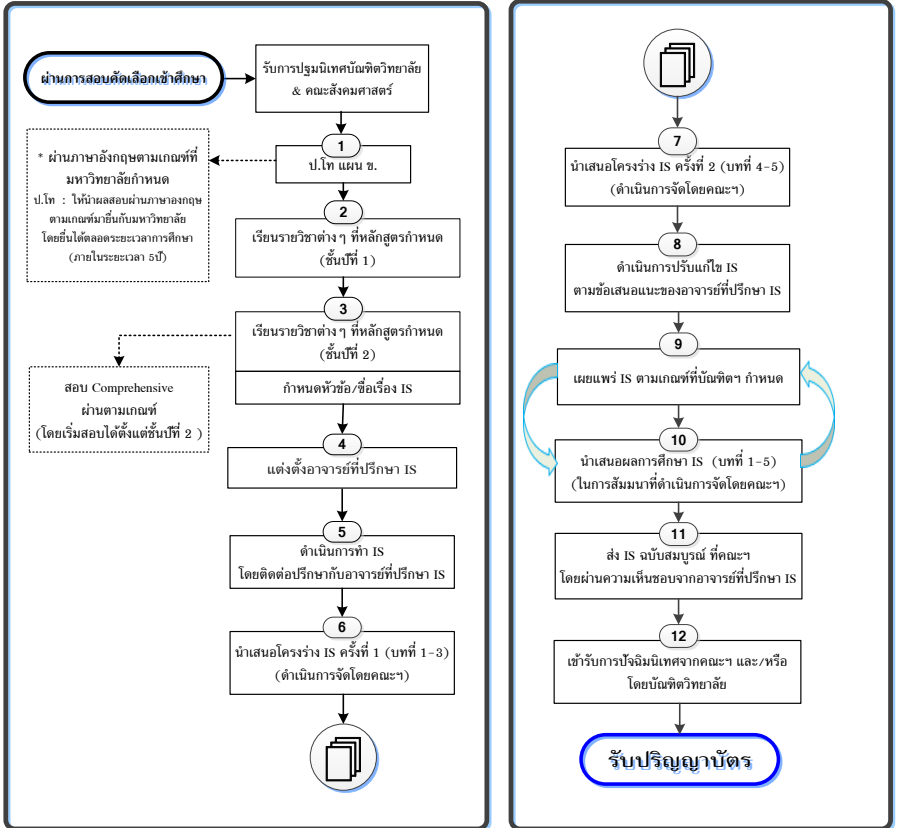 ผ่านการสอบคัดเลือกเข้าศึกษา
รับการปฐมนิเทศบัณฑิตวิทยาลัย
& คณะสังคมศาสตร์
1
ป.โท แผน ข.
* ผ่านภาษาอังกฤษตามเกณฑ์ที่
มหาวิทยาลัยกำหนด
ป.โท : ให้นำผลสอบผ่านภาษาองกฤษ
ตามเกณฑ์มายื่นกับมหาวิทยาลัย
โดยยื่นได้ตลอดระยะเวลาการศึกษา
(ภายในระยะเวลา 5ปี)
2
เรียนรายวิชาต่าง ๆ ที่หลักสูตรกำหนด
(ชั้นปีที่ 1)
3
เรียนรายวิชาต่าง ๆ ที่หลักสูตรกำหนด
(ชั้นปีที่ 2)
กำหนดหัวข้อ/ชื่อเรื่อง IS
สอบ Comprehensive
ผ่านตามเกณฑ์
(โดยเริ่มสอบได้ตั้งแต่ชั้นปีที่ 2 )
4
แต่งตั้งอาจารย์ที่ปรึกษา IS
5
ดำเนินการทำ IS
โดยติดต่อปรึกษากับอาจารย์ที่ปรึกษา IS
6
นำเสนอโครงร่าง IS ครั้งที่ 1 (บทที่ 1-3)
(ดำเนินการจัดโดยคณะฯ)
7
นำเสนอโครงร่าง IS ครั้งที่ 2 (บทที่ 4-5)
(ดำเนินการจัดโดยคณะฯ)
8
ดำเนินการปรับแก้ไข IS
ตามข้อเสนอแนะของอาจารย์ที่ปรึกษา IS
9
เผยแพร่ IS ตามเกณฑ์ที่บัณฑิตฯ กำหนด
10
นำเสนอผลการศึกษา IS (บทที่ 1-5)
(ในการสัมมนาที่ดำเนินการจัดโดยคณะฯ)
11
ส่ง IS ฉบับสมบูรณ์ ที่คณะฯ
โดยผ่านความเห็นชอบจากอาจารย์ที่ปรึกษา IS
12
เข้ารับการปัจฉิมนิเทศจากคณะฯ และ/หรือ
โดยบัณฑิตวิทยาลัย
รับปริญญาบัตร